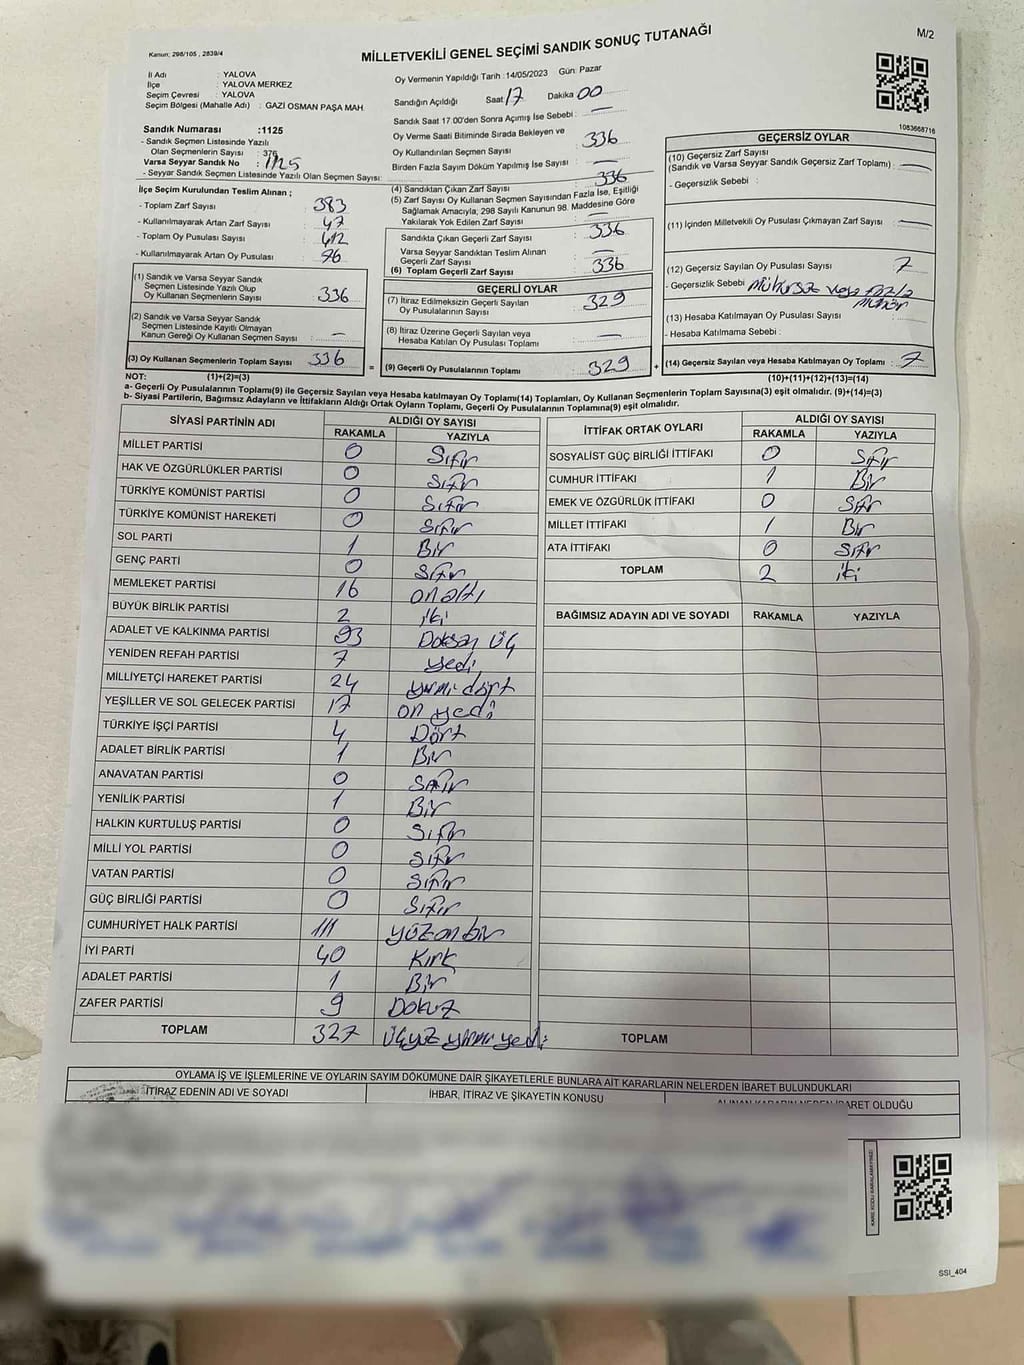 Kanun; 298/105 , 2839/4
MİLLETVEKİLİ GENEL SEÇİMİ SANDIK SONUÇ TUTANAĞI
M/2
İl Adı : YALOVA
İlçe : YALOVA MERKEZ
Seçim Çevresi : YALOVA
Seçim Bölgesi (Mahalle Adı) : GAZI OSMAN PAŞA MAH.
Sandık Numarası :1125
- Sandık Seçmen Listesinde Yazılı
Olan Seçmenlerin Sayısı : 376
Varsa Seyyar Sandık No : 1125
- Seyyar Sandık Seçmen Listesinde Yazılı Olan Seçmen Sayısı:
Oy Vermenin Yapıldığı Tarih :14/05/2023 Gün: Pazar
Sandığın Açıldığı Saat 17 Dakika 00
Sandık Saat 17.00'den Sonra Açılmış İse Sebebi : —
Oy Verme Saati Bitiminde Sırada Bekleyen ve
Oy Kullandırılan Seçmen Sayısı : 336
Birden Fazla Sayım Döküm Yapılmış İse Sayısı : —
1083668716
İlçe Seçim Kurulundan Teslim Alınan ;
- Toplam Zarf Sayısı : 383
- Kullanılmayarak Artan Zarf Sayısı : 47
- Toplam Oy Pusulası Sayısı : 412
- Kullanılmayarak Artan Oy Pusulası : 76
(1) Sandık ve Varsa Seyyar Sandık
Seçmen Listesinde Yazılı Olup
Oy Kullanan Seçmenlerin Sayısı : 336
(2) Sandık ve Varsa Seyyar Sandık
Seçmen Listesinde Kayıtlı Olmayan
Kanun Gereği Oy Kullanan Seçmen Sayısı : —
(3) Oy Kullanan Seçmenlerin Toplam Sayısı 336
(4) Sandıktan Çıkan Zarf Sayısı : 336
(5) Zarf Sayısı Oy Kullanan Seçmen Sayısından Fazla İse, Eşitliği
Sağlamak Amacıyla; 298 Sayılı Kanunun 98. Maddesine Göre
Yakılarak Yok Edilen Zarf Sayısı : —
Sandıkta Çıkan Geçerli Zarf Sayısı : 336
Varsa Seyyar Sandıktan Teslim Alınan
Geçerli Zarf Sayısı : —
(6) Toplam Geçerli Zarf Sayısı : 336
GEÇERLİ OYLAR
(7) İtiraz Edilmeksizin Geçerli Sayılan
Oy Pusulalarının Sayısı : 329
(8) İtiraz Üzerine Geçerli Sayılan veya
Hesaba Katılan Oy Pusulası Toplamı : —
= (9) Geçerli Oy Pusulalarının Toplamı : 329
GEÇERSİZ OYLAR
(10) Geçersiz Zarf Sayısı
(Sandık ve Varsa Seyyar Sandık Geçersiz Zarf Toplamı) : —
- Geçersizlik Sebebi :
(11) İçinden Milletvekili Oy Pusulası Çıkmayan Zarf Sayısı : —
(12) Geçersiz Sayılan Oy Pusulası Sayısı : 7
- Geçersizlik Sebebi : Mühürsüz veya fazla
Mühür
(13) Hesaba Katılmayan Oy Pusulası Sayısı :
- Hesaba Katılmama Sebebi :
+ (14) Geçersiz Sayılan veya Hesaba Katılmayan Oy Toplamı : 7
NOT: (1)+(2)=(3) (10)+(11)+(12)+(13)=(14)
a- Geçerli Oy Pusulalarının Toplamı(9) ile Geçersiz Sayılan veya Hesaba katılmayan Oy Toplamı(14) Toplamları, Oy Kullanan Seçmenlerin Toplam Sayısına(3) eşit olmalıdır. (9)+(14)=(3)
b- Siyasi Partilerin, Bağımsız Adayların ve İttifakların Aldığı Ortak Oyların Toplamı, Geçerli Oy Pusulalarının Toplamına(9) eşit olmalıdır.
SİYASİ PARTİNİN ADI ALDIĞI OY SAYISI
RAKAMLA YAZIYLA
MİLLET PARTİSİ 0 Sıfır
HAK VE ÖZGÜRLÜKLER PARTİSİ 0 Sıfır
TÜRKİYE KOMÜNİST PARTİSİ 0 Sıfır
TÜRKİYE KOMÜNİST HAREKETİ 0 Sıfır
SOL PARTİ 1 Bir
GENÇ PARTİ 0 Sıfır
MEMLEKET PARTİSİ 16 onaltı
BÜYÜK BİRLİK PARTİSİ 2 iki
ADALET VE KALKINMA PARTİSİ 93 Doksan üç
YENİDEN REFAH PARTİSİ 7 yedi
MİLLİYETÇİ HAREKET PARTİSİ 24 yirmi dört
YEŞİLLER VE SOL GELECEK PARTİSİ 17 on yedi
TÜRKİYE İŞÇİ PARTİSİ 4 Dört
ADALET BİRLİK PARTİSİ 1 Bir
ANAVATAN PARTİSİ 0 Sıfır
YENİLİK PARTİSİ 1 Bir
HALKIN KURTULUŞ PARTİSİ 0 Sıfır
MİLLİ YOL PARTİSİ 0 Sıfır
VATAN PARTİSİ 0 Sıfır
GÜÇ BİRLİĞİ PARTİSİ 0 Sıfır
CUMHURİYET HALK PARTİSİ 111 yüzonbir
İYİ PARTİ 40 Kırk
ADALET PARTİSİ 1 Bir
ZAFER PARTİSİ 9 Dokuz
TOPLAM 327 üçyüz yirmi yedi
İTTİFAK ORTAK OYLARI ALDIĞI OY SAYISI
RAKAMLA YAZIYLA
SOSYALİST GÜÇ BİRLİĞİ İTTİFAKI 0 Sıfır
CUMHUR İTTİFAKI 1 Bir
EMEK VE ÖZGÜRLÜK İTTİFAKI 0 Sıfır
MİLLET İTTİFAKI 1 Bir
ATA İTTİFAKI 0 Sıfır
TOPLAM 2 iki
BAĞIMSIZ ADAYIN ADI VE SOYADI RAKAMLA YAZIYLA
TOPLAM
OYLAMA İŞ VE İŞLEMLERİNE VE OYLARIN SAYIM DÖKÜMÜNE DAİR ŞİKAYETLERLE BUNLARA AİT KARARLARIN NELERDEN İBARET BULUNDUKLARI
İTİRAZ EDENİN ADI VE SOYADI İHBAR, İTİRAZ VE ŞİKAYETİN KONUSU ALINAN KARARIN NEDEN İBARET OLDUĞU
KARE KODU KARALAMAYINIZ!
SSI_404